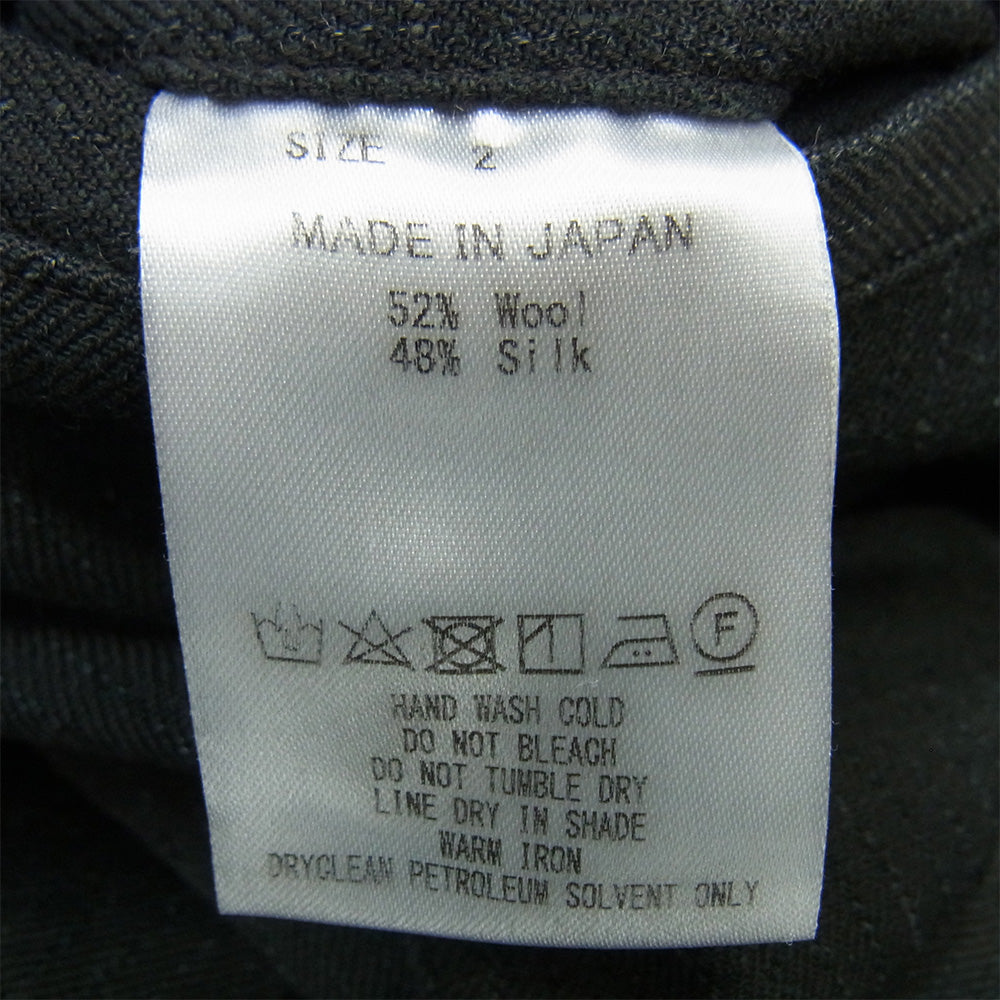 SIZE 2
MADE IN JAPAN
52% Wool
48% Silk
F
HAND WASH COLD
DO NOT BLEACH
DO NOT TUMBLE DRY
LINE DRY IN SHADE
WARM IRON
DRYCLEAN PETROLEUM SOLVENT ONLY